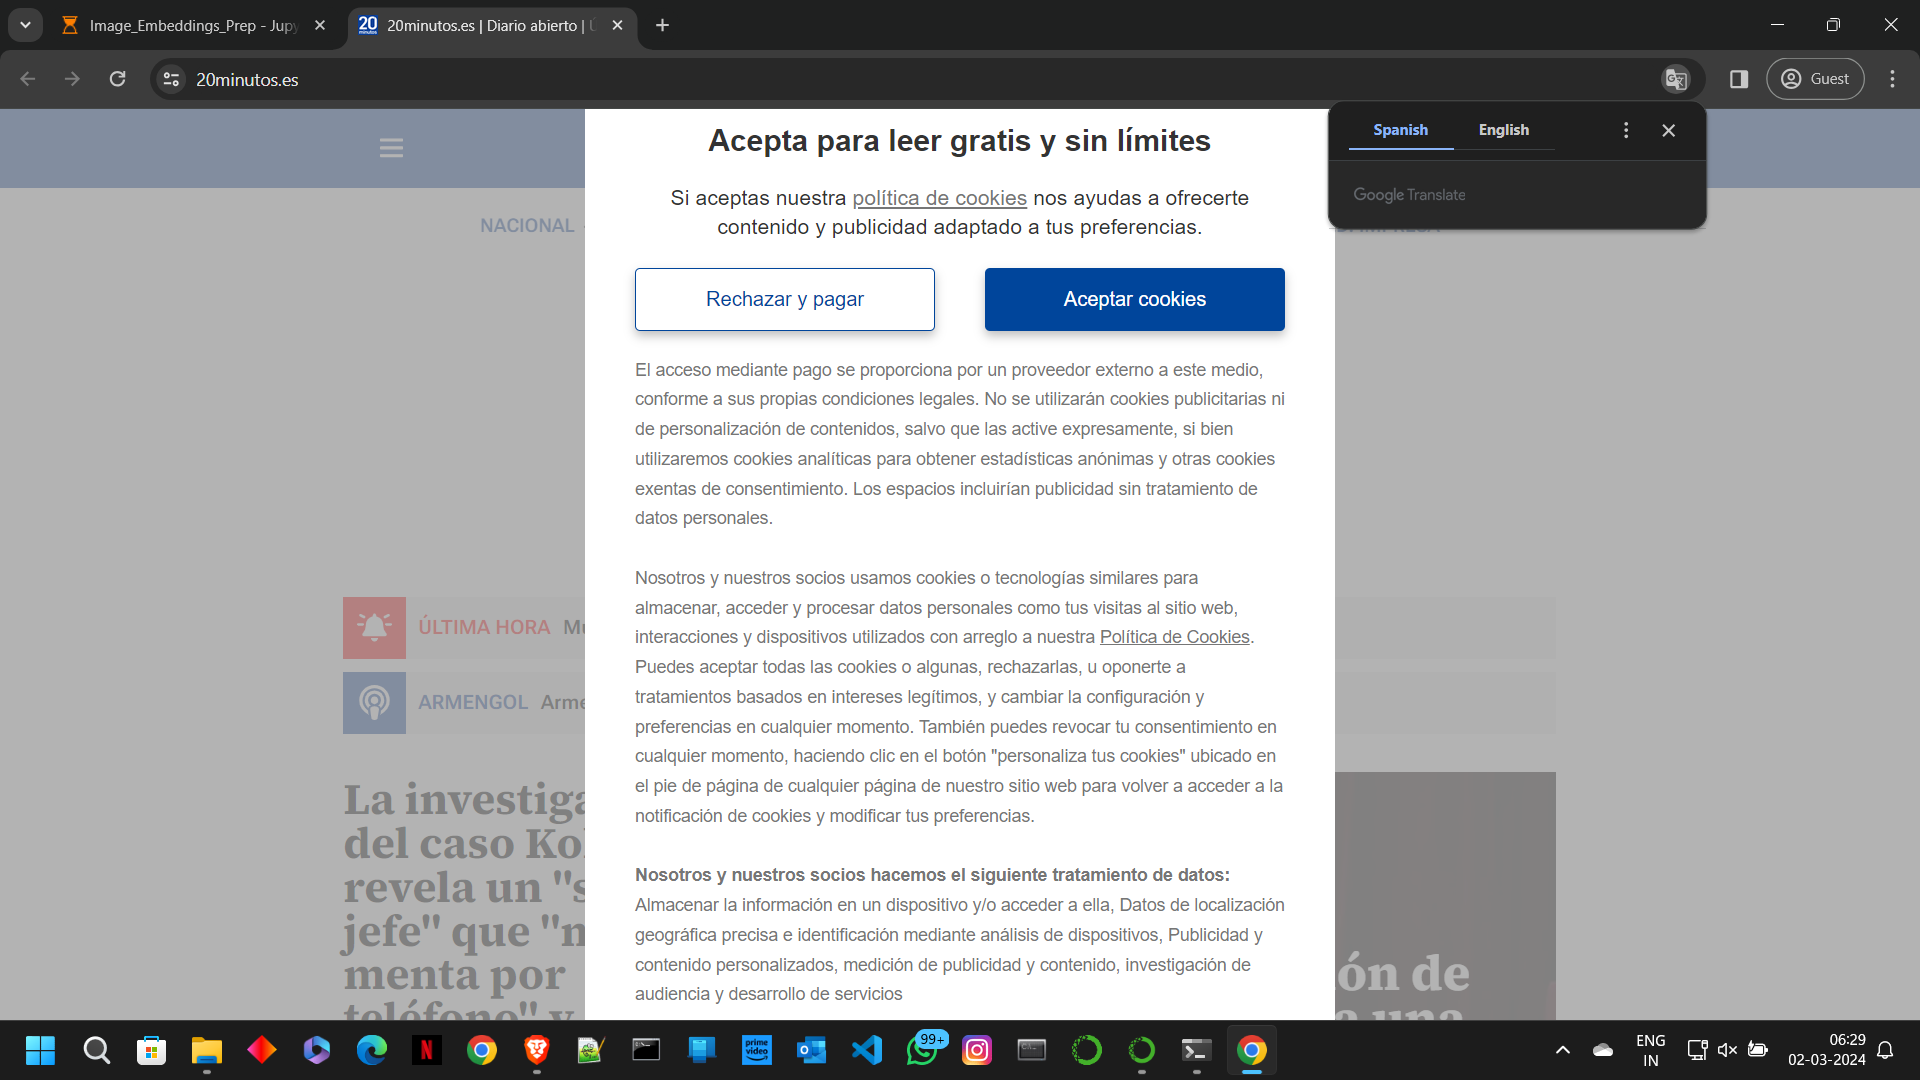 Image_Embeddings_Prep - Jupy
20minutos.es | Diario abierto |
20minutos.es
Guest
Spanish
English
Google Translate
NACIONAL
Acepta para leer gratis y sin límites
Si aceptas nuestra política de cookies nos ayudas a ofrecerte
contenido y publicidad adaptado a tus preferencias.
Rechazar y pagar
Aceptar cookies
El acceso mediante pago se proporciona por un proveedor externo a este medio,
conforme a sus propias condiciones legales. No se utilizarán cookies publicitarias ni
de personalización de contenidos, salvo que las active expresamente, si bien
utilizaremos cookies analíticas para obtener estadísticas anónimas y otras cookies
exentas de consentimiento. Los espacios incluirían publicidad sin tratamiento de
datos personales.
Nosotros y nuestros socios usamos cookies o tecnologías similares para
almacenar, acceder y procesar datos personales como tus visitas al sitio web,
interacciones y dispositivos utilizados con arreglo a nuestra Política de Cookies.
Puedes aceptar todas las cookies o algunas, rechazarlas, u oponerte a
tratamientos basados en intereses legítimos, y cambiar la configuración y
preferencias en cualquier momento. También puedes revocar tu consentimiento en
cualquier momento, haciendo clic en el botón "personaliza tus cookies" ubicado en
el pie de página de cualquier página de nuestro sitio web para volver a acceder a la
notificación de cookies y modificar tus preferencias.
Nosotros y nuestros socios hacemos el siguiente tratamiento de datos:
Almacenar la información en un dispositivo y/o acceder a ella, Datos de localización
geográfica precisa e identificación mediante análisis de dispositivos, Publicidad y
contenido personalizados, medición de publicidad y contenido, investigación de
audiencia y desarrollo de servicios
ÚLTIMA HORA
ARMENGOL Arme
La investiga
del caso Kol
revela un "s
jefe" que "n
menta por
teléfono" y
ón de
a una
prime video
99+
ENG
IN
06:29
02-03-2024